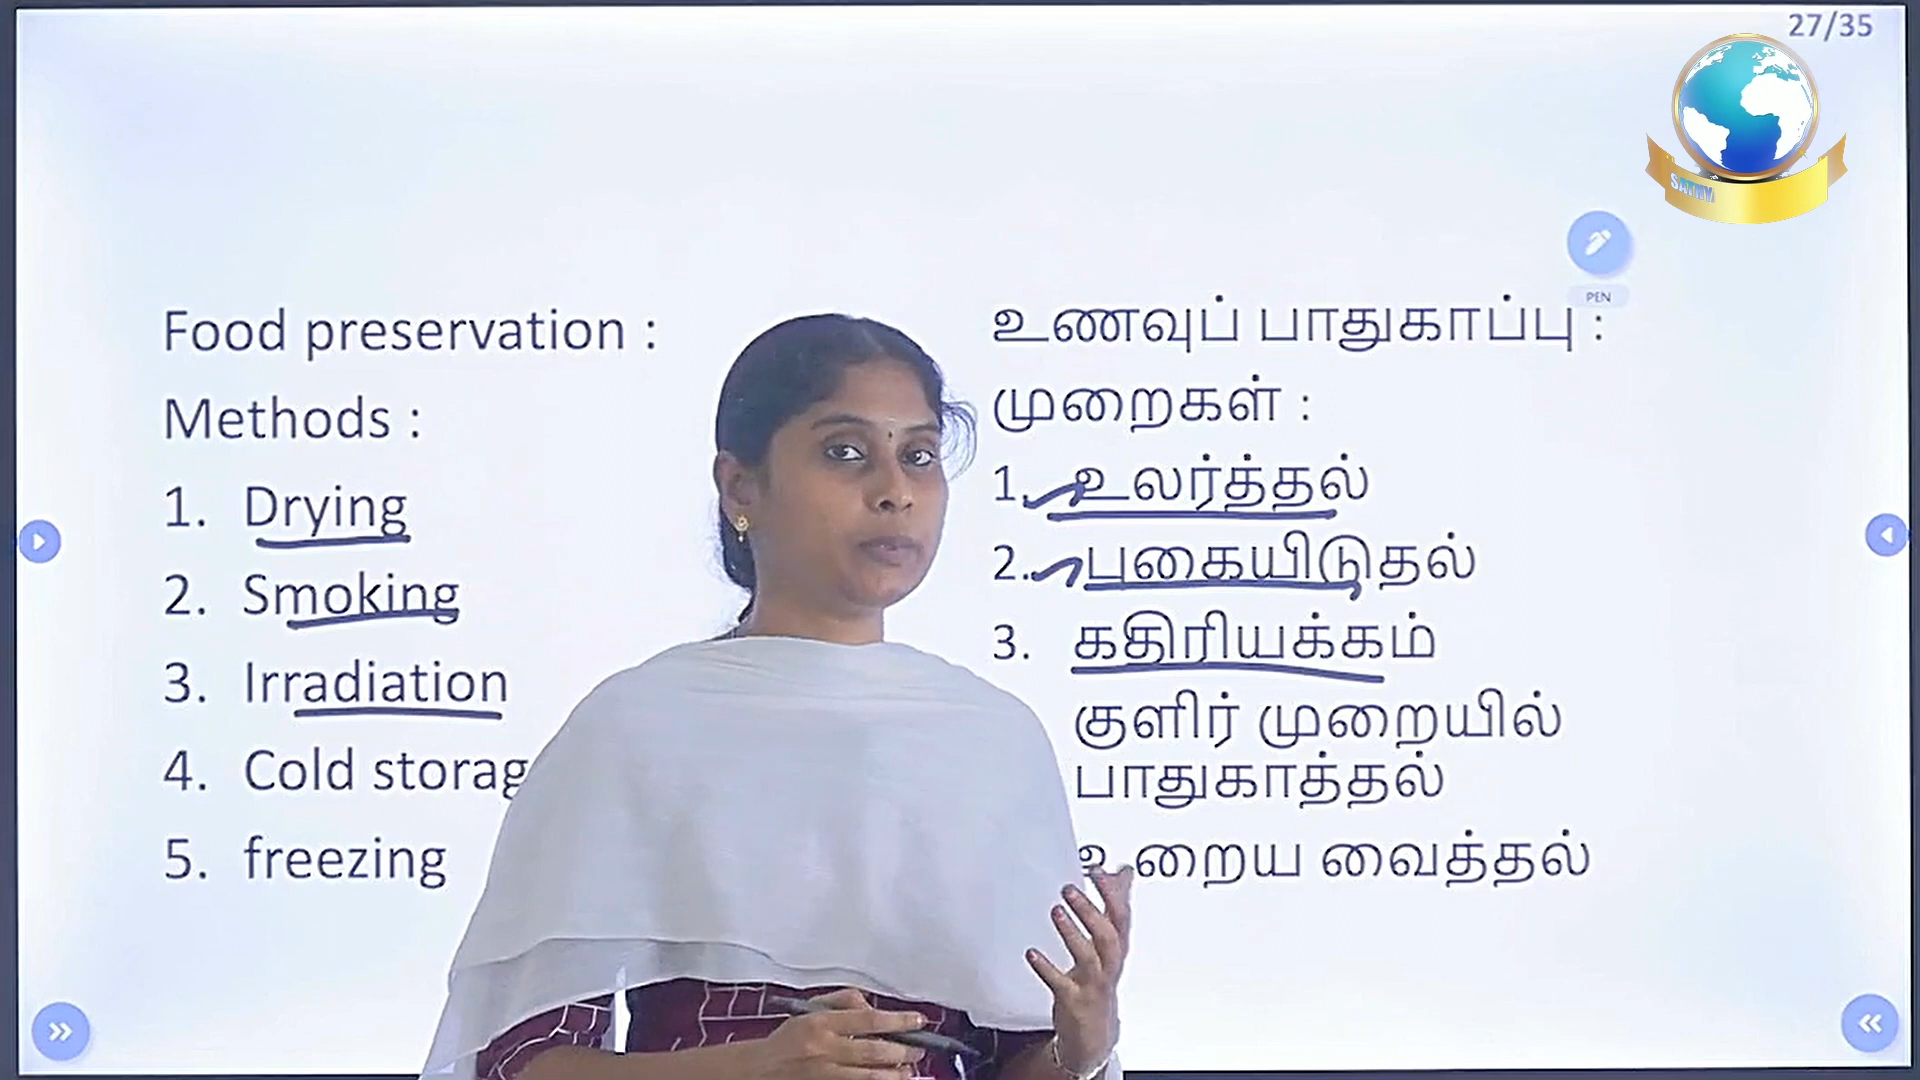 27/35
PEN
Food preservation :
Methods :
1. Drying
2. Smoking
3. Irradiation
4. Cold storag
5. freezing
உணவுப் பாதுகாப்பு :
முறைகள் :
1. உலர்த்தல்
2. புகையிடுதல்
3. கதிரியக்கம்
குளிர் முறையில்
பாதுகாத்தல்
உறைய வைத்தல்